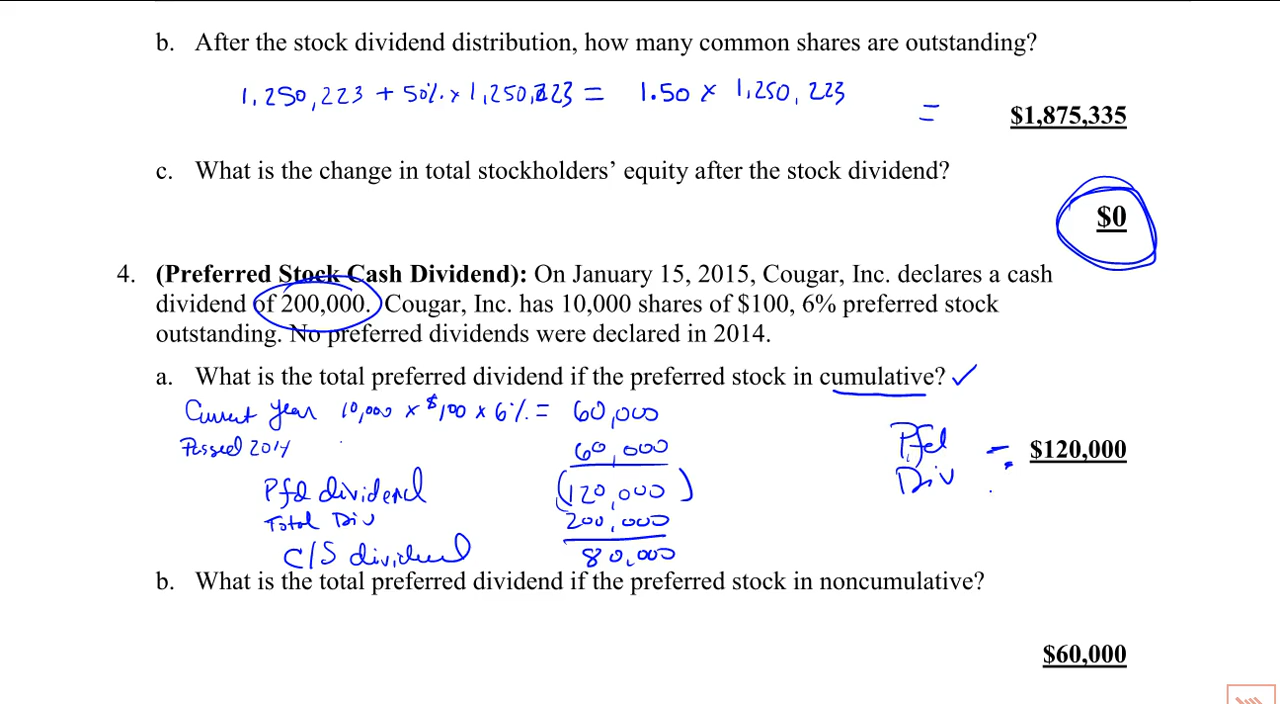 b. After the stock dividend distribution, how many common shares are outstanding?
1,250,223 + 50% x 1,250,223 = 1.50 x 1,250,223
= $1,875,335
c. What is the change in total stockholders’ equity after the stock dividend?
$0
4. (Preferred Stock Cash Dividend): On January 15, 2015, Cougar, Inc. declares a cash
dividend of 200,000. Cougar, Inc. has 10,000 shares of $100, 6% preferred stock
outstanding. No preferred dividends were declared in 2014.
a. What is the total preferred dividend if the preferred stock in cumulative? ✓
Current year 10,000 x $100 x 6% = 60,000
Passed 2014 60,000
Pfd Div = $120,000
Pfd dividend (120,000)
Total Div 200,000
C/S dividend 80,000
b. What is the total preferred dividend if the preferred stock in noncumulative?
$60,000